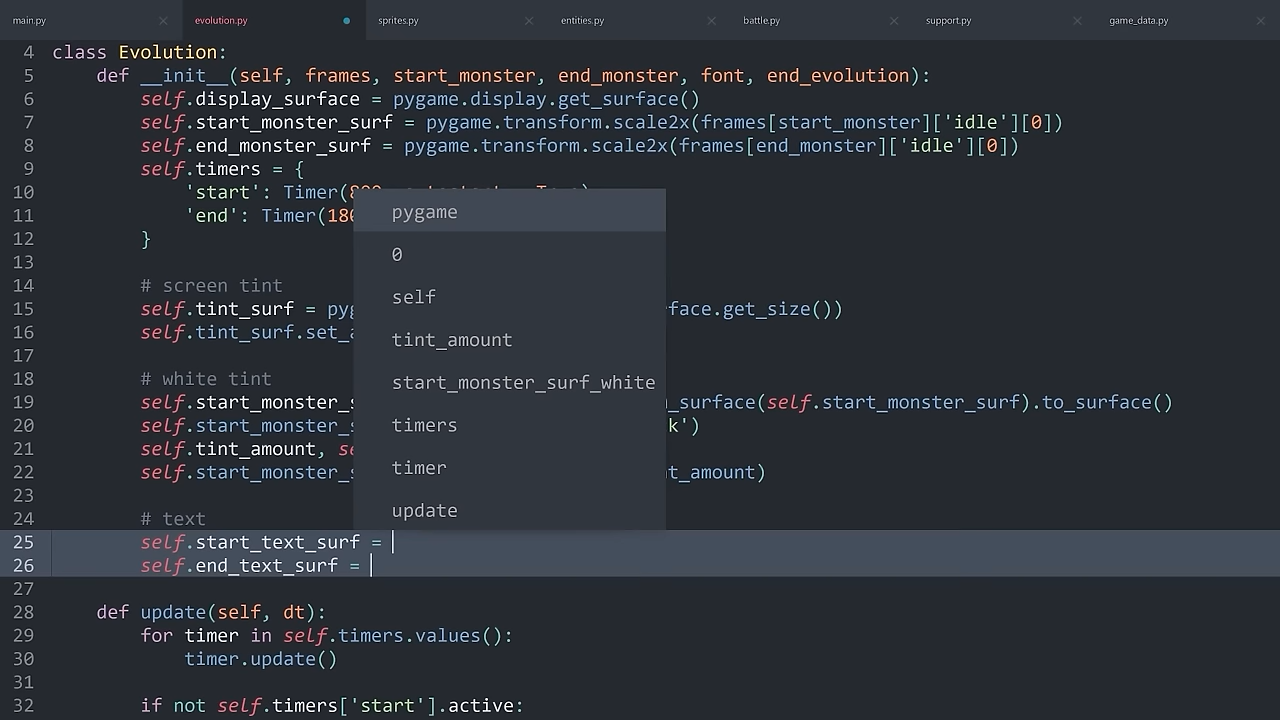 main.py evolution.py sprites.py entities.py battle.py support.py game_data.py
4 class Evolution:
5 def __init__(self, frames, start_monster, end_monster, font, end_evolution):
6 self.display_surface = pygame.display.get_surface()
7 self.start_monster_surf = pygame.transform.scale2x(frames[start_monster]['idle'][0])
8 self.end_monster_surf = pygame.transform.scale2x(frames[end_monster]['idle'][0])
9 self.timers = {
10 'start': Timer(
11 'end': Timer(180
12 }
13
14 # screen tint
15 self.tint_surf = pyg face.get_size())
16 self.tint_surf.set_a
17
18 # white tint
19 self.start_monster_s _surface(self.start_monster_surf).to_surface()
20 self.start_monster_s k')
21 self.tint_amount, se
22 self.start_monster_s t_amount)
23
24 # text
25 self.start_text_surf =
26 self.end_text_surf =
27
28 def update(self, dt):
29 for timer in self.timers.values():
30 timer.update()
31
32 if not self.timers['start'].active:
pygame
0
self
tint_amount
start_monster_surf_white
timers
timer
update